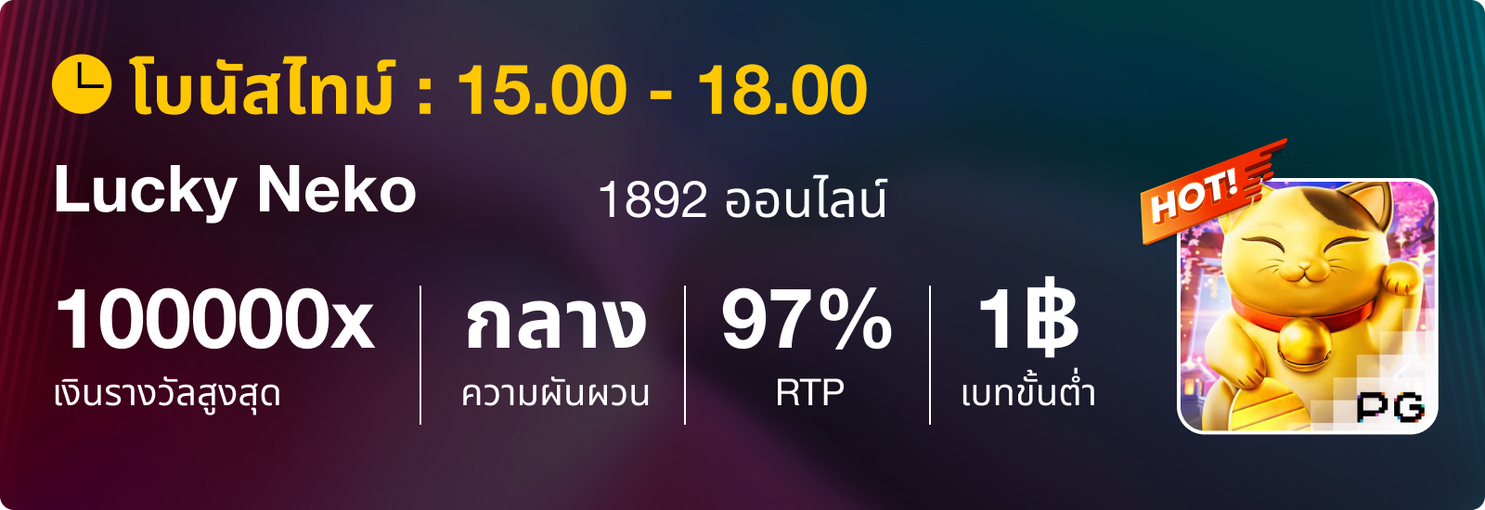 โบนัสไทม์ : 15.00 - 18.00
Lucky Neko
1892 ออนไลน์
HOT!
100000x
กลาง
97%
1฿
เงินรางวัลสูงสุด
ความผันผวน
RTP
เบทขั้นต่ำ
PG